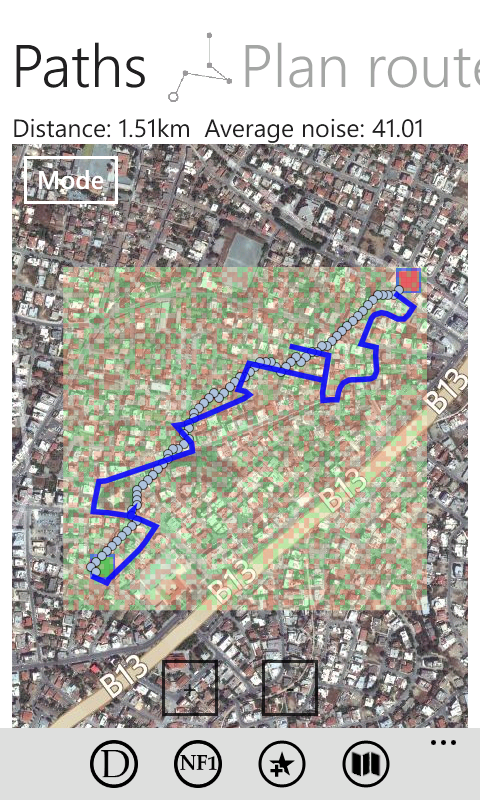 Paths Plan route
Distance: 1.51km Average noise: 41.01
Mode
B13
B13
B13
B13
+
-
D NF1
...